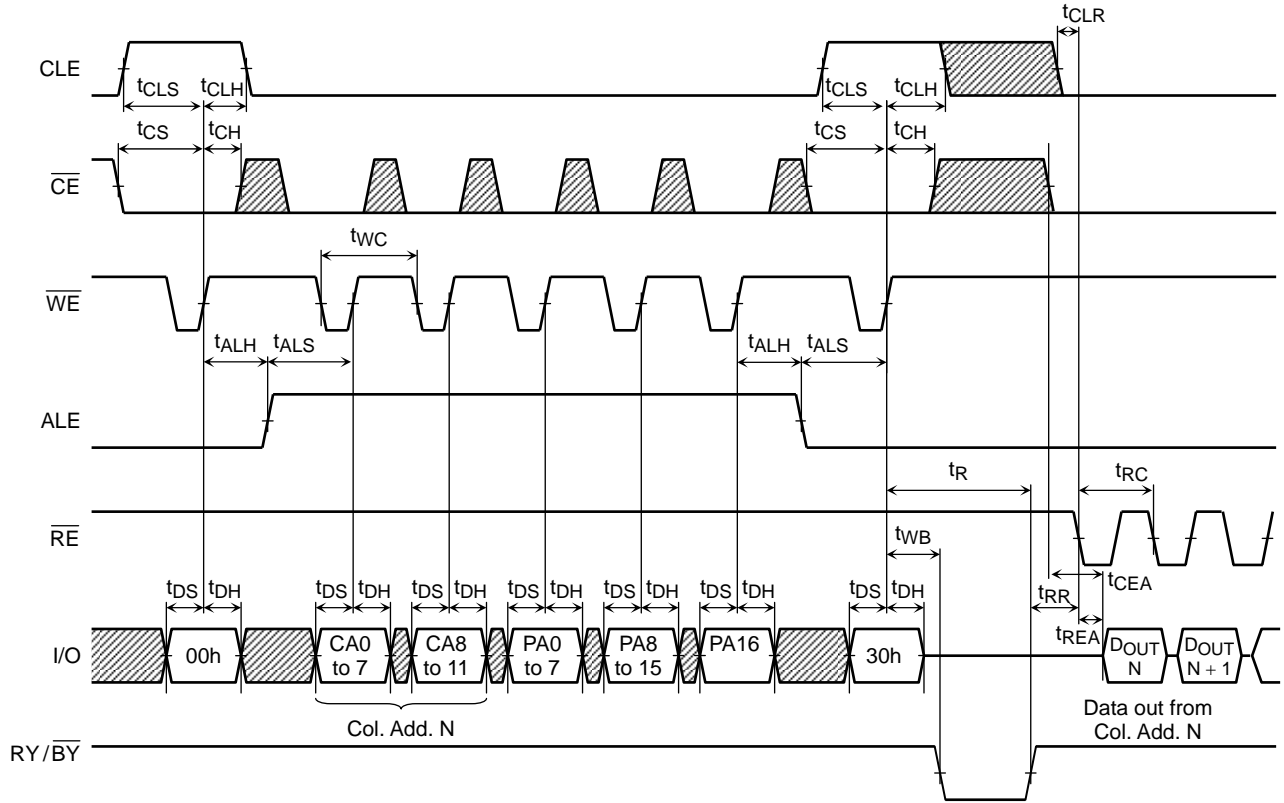 tCLR
CLE
tCLS tCLH tCLS tCLH
tCS tCH tCS tCH
CE
tWC
WE
tALH tALS tALH tALS
ALE
tR tRC
RE
tWB
tCEA
tDS tDH tDS tDH tDS tDH tDS tDH tDS tDH tDS tDH tDS tDH tRR
tREA
I/O 00h CA0 to 7 CA8 to 11 PA0 to 7 PA8 to 15 PA16 30h DOUT N DOUT N + 1
Col. Add. N
Data out from
Col. Add. N
RY/BY